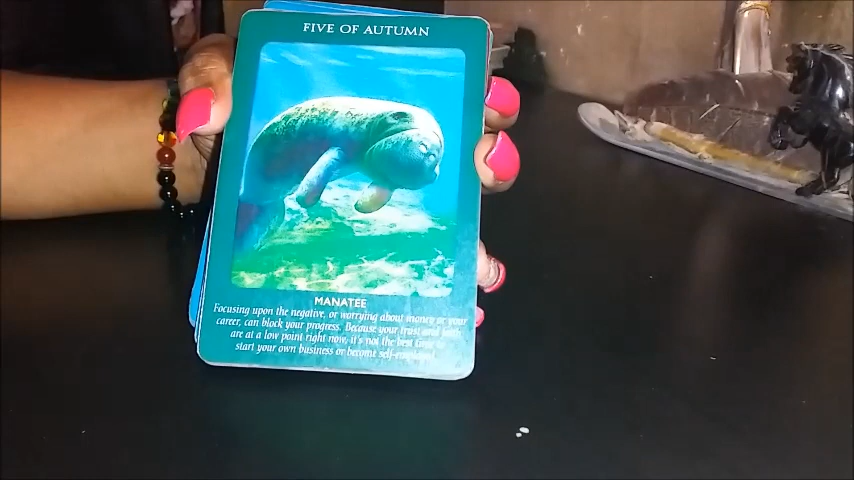 FIVE OF AUTUMN
MANATEE
Focusing upon the negative, or worrying about money or your
career, can block your progress. Because your trust and faith
are at a low point right now, it's not the best time to
start your own business or become self-employed.